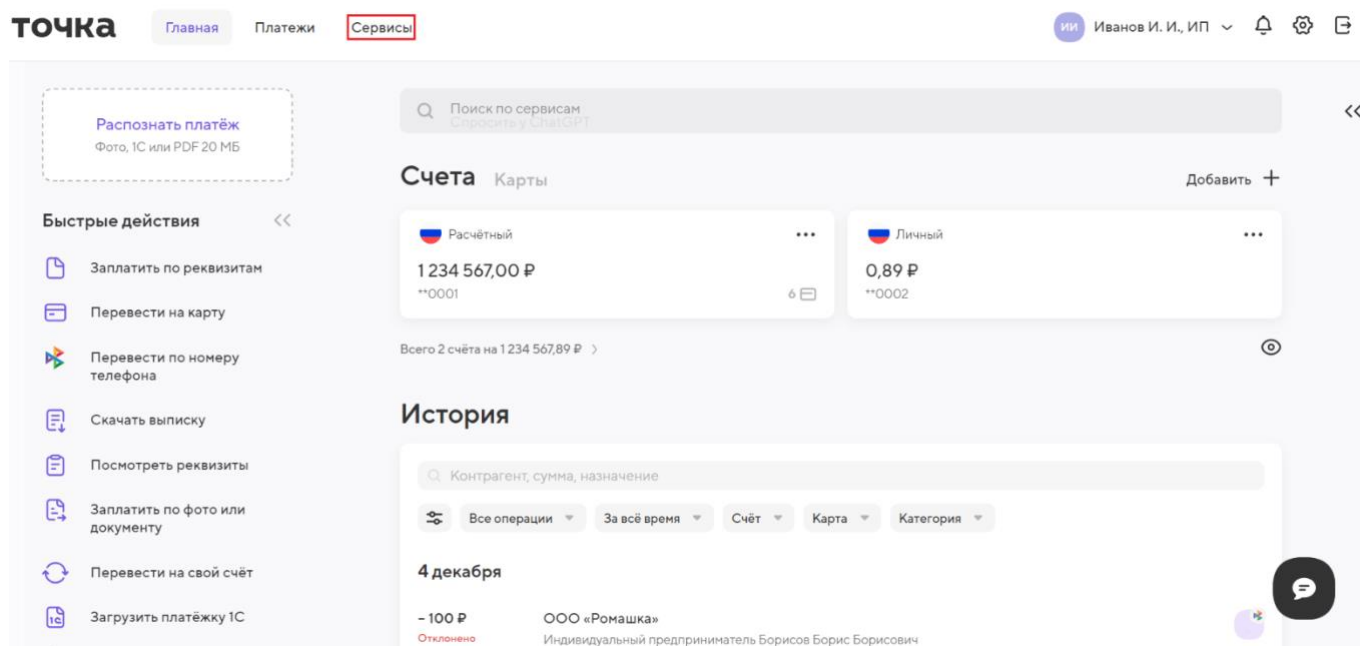 точка
Главная
Платежи
Сервисы
ИИ
Иванов И. И., ИП
Распознать платёж
Фото, 1С или PDF 20 МБ
Быстрые действия
Заплатить по реквизитам
Перевести на карту
Перевести по номеру
телефона
Скачать выписку
Посмотреть реквизиты
Заплатить по фото или
документу
Перевести на свой счёт
1С
Загрузить платёжку 1С
Поиск по сервисам
Спросить у ChatGPT
Счета
Карты
Добавить +
Расчётный
1 234 567,00 ₽
**0001
6
Личный
0,89 ₽
**0002
Всего 2 счёта на 1 234 567,89 ₽
История
Контрагент, сумма, назначение
Все операции
За всё время
Счёт
Карта
Категория
4 декабря
– 100 ₽
Отклонено
ООО «Ромашка»
Индивидуальный предприниматель Борисов Борис Борисович